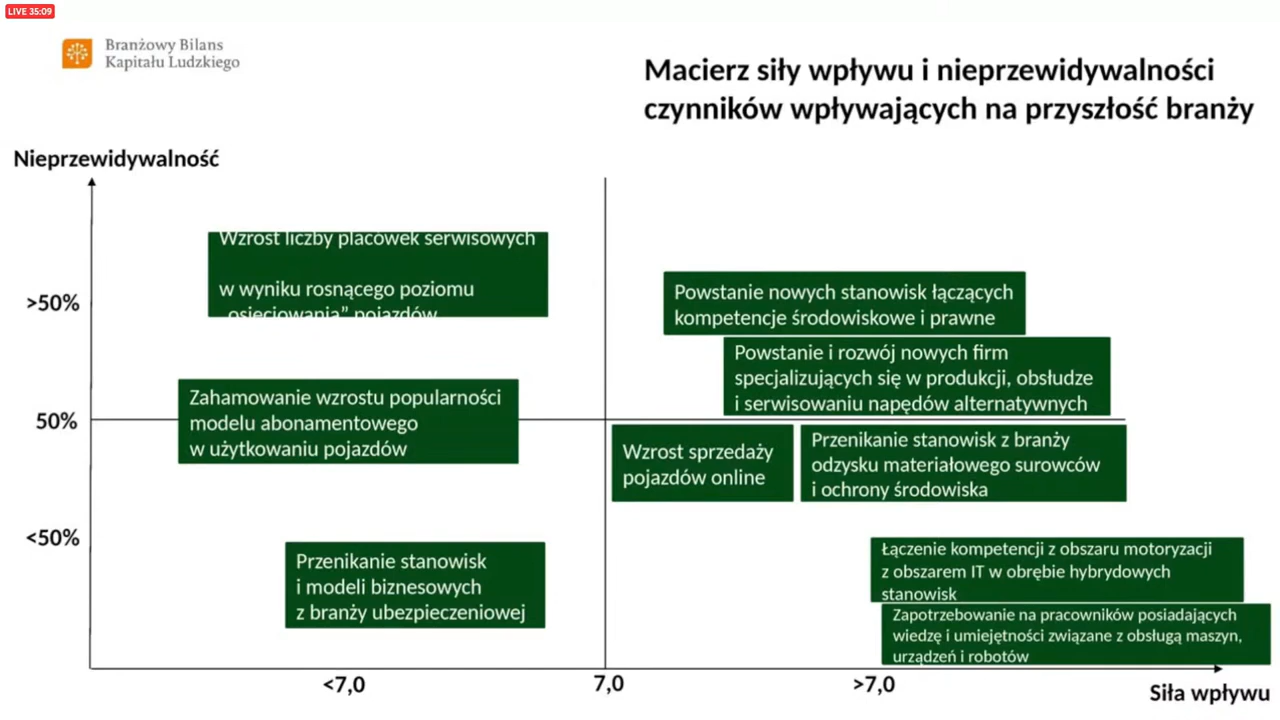 LIVE 35:09
Branżowy Bilans
Kapitału Ludzkiego
Macierz siły wpływu i nieprzewidywalności
czynników wpływających na przyszłość branży
Nieprzewidywalność
>50%
50%
<50%
Wzrost liczby placówek serwisowych
w wyniku rosnącego poziomu
„osieciowania” pojazdów
Powstanie nowych stanowisk łączących
kompetencje środowiskowe i prawne
Powstanie i rozwój nowych firm
specjalizujących się w produkcji, obsłudze
i serwisowaniu napędów alternatywnych
Zahamowanie wzrostu popularności
modelu abonamentowego
w użytkowaniu pojazdów
Wzrost sprzedaży
pojazdów online
Przenikanie stanowisk z branży
odzysku materiałowego surowców
i ochrony środowiska
Przenikanie stanowisk
i modeli biznesowych
z branży ubezpieczeniowej
Łączenie kompetencji z obszaru motoryzacji
z obszarem IT w obrębie hybrydowych
stanowisk
Zapotrzebowanie na pracowników posiadających
wiedzę i umiejętności związane z obsługą maszyn,
urządzeń i robotów
<7,0
7,0
>7,0
Siła wpływu